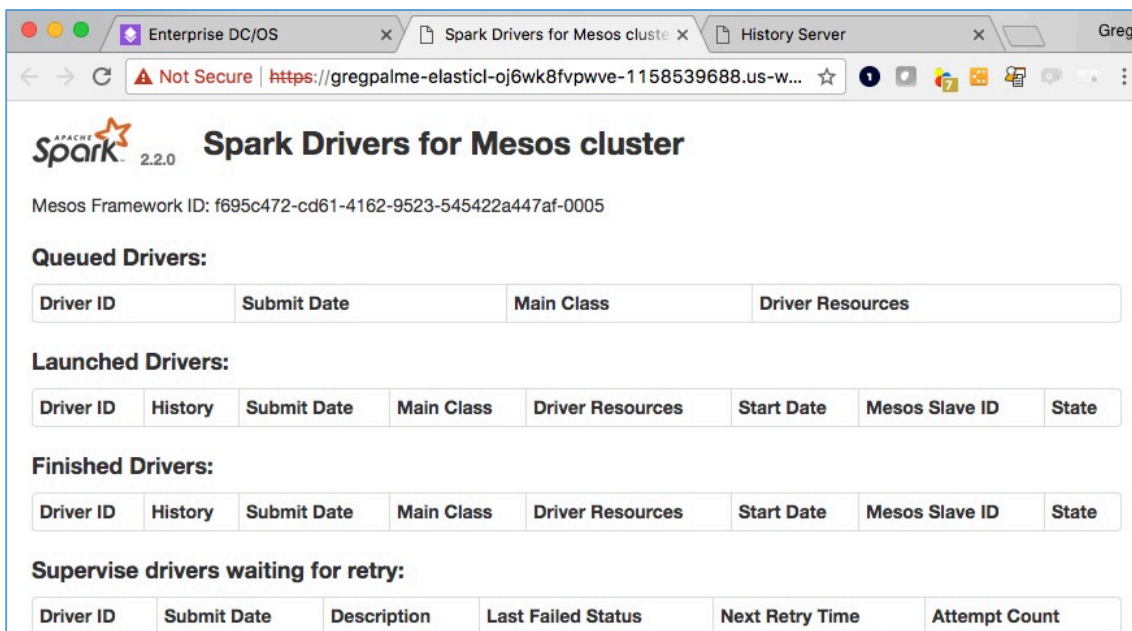 Enterprise DC/OS
Spark Drivers for Mesos cluste
History Server
Greg
Not Secure | https://gregpalme-elasticl-oj6wk8fvpwve-1158539688.us-w...
1
7
APACHE
Spark 2.2.0 Spark Drivers for Mesos cluster
Mesos Framework ID: f695c472-cd61-4162-9523-545422a447af-0005
Queued Drivers:
Driver ID Submit Date Main Class Driver Resources
Launched Drivers:
Driver ID History Submit Date Main Class Driver Resources Start Date Mesos Slave ID State
Finished Drivers:
Driver ID History Submit Date Main Class Driver Resources Start Date Mesos Slave ID State
Supervise drivers waiting for retry:
Driver ID Submit Date Description Last Failed Status Next Retry Time Attempt Count